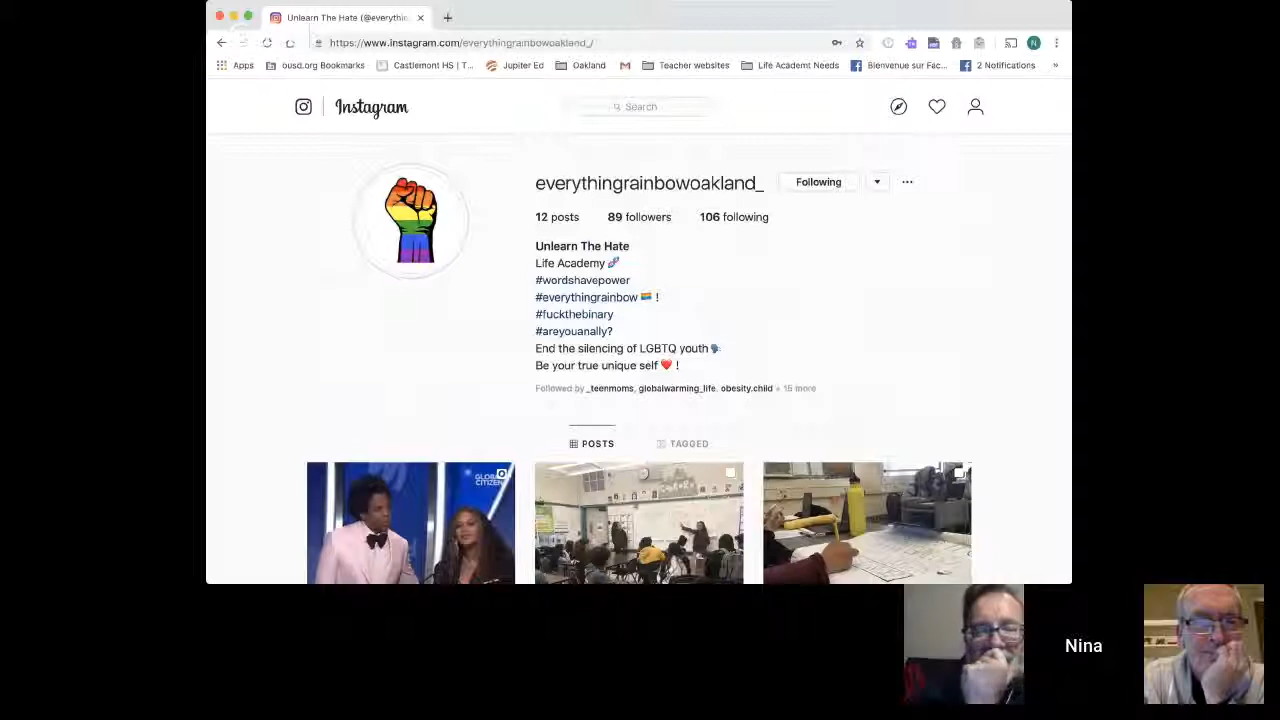 Unlearn The Hate (@everythin
https://www.instagram.com/everythingrainbowoakland_/
Apps ousd.org Bookmarks Castlemont HS | T... Jupiter Ed Oakland Teacher websites Life Academt Needs Bienvenue sur Fac... 2 Notifications »
Instagram Search
everythingrainbowoakland_ Following
12 posts 89 followers 106 following
Unlearn The Hate
Life Academy
#wordshavepower
#everythingrainbow !
#fuckthebinary
#areyouanally?
End the silencing of LGBTQ youth
Be your true unique self ❤️ !
Followed by _teenmoms, globalwarming_life, obesity.child + 15 more
POSTS TAGGED
GLOBAL
CITIZEN
Nina